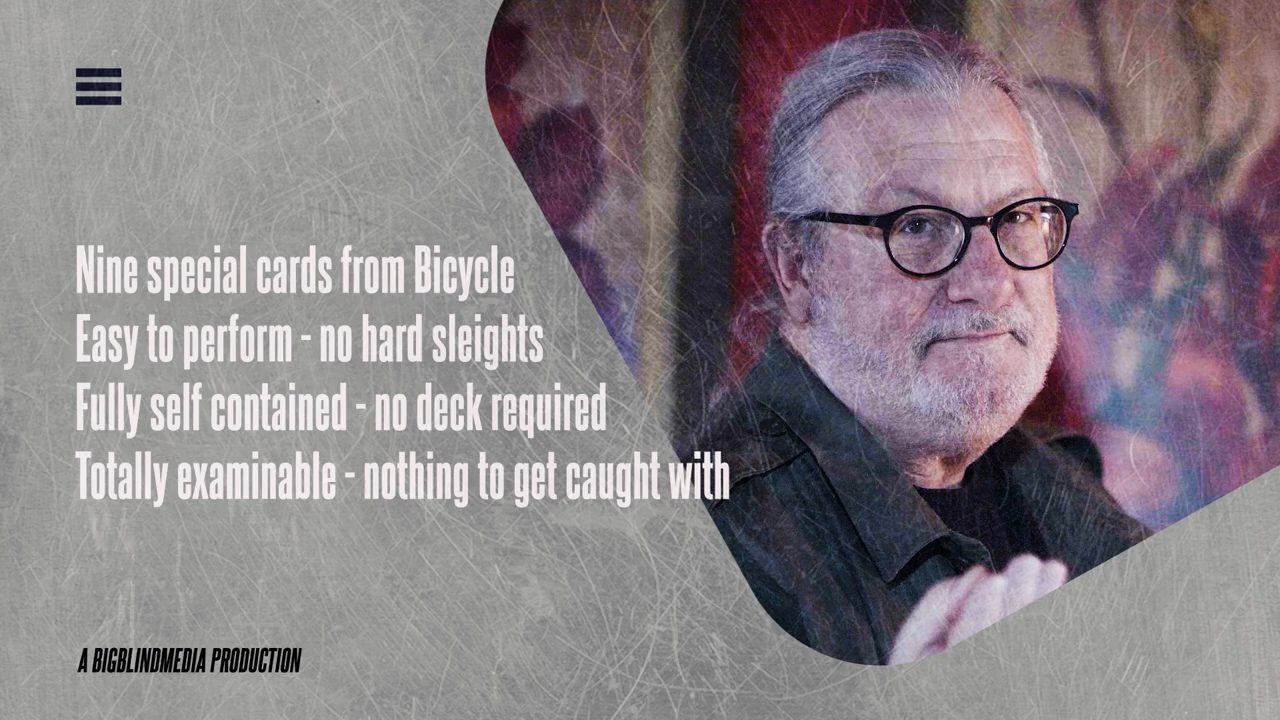 Nine special cards from Bicycle
Easy to perform - no hard sleights
Fully self contained - no deck required
Totally examinable - nothing to get caught with
A BIGBLINDMEDIA PRODUCTION